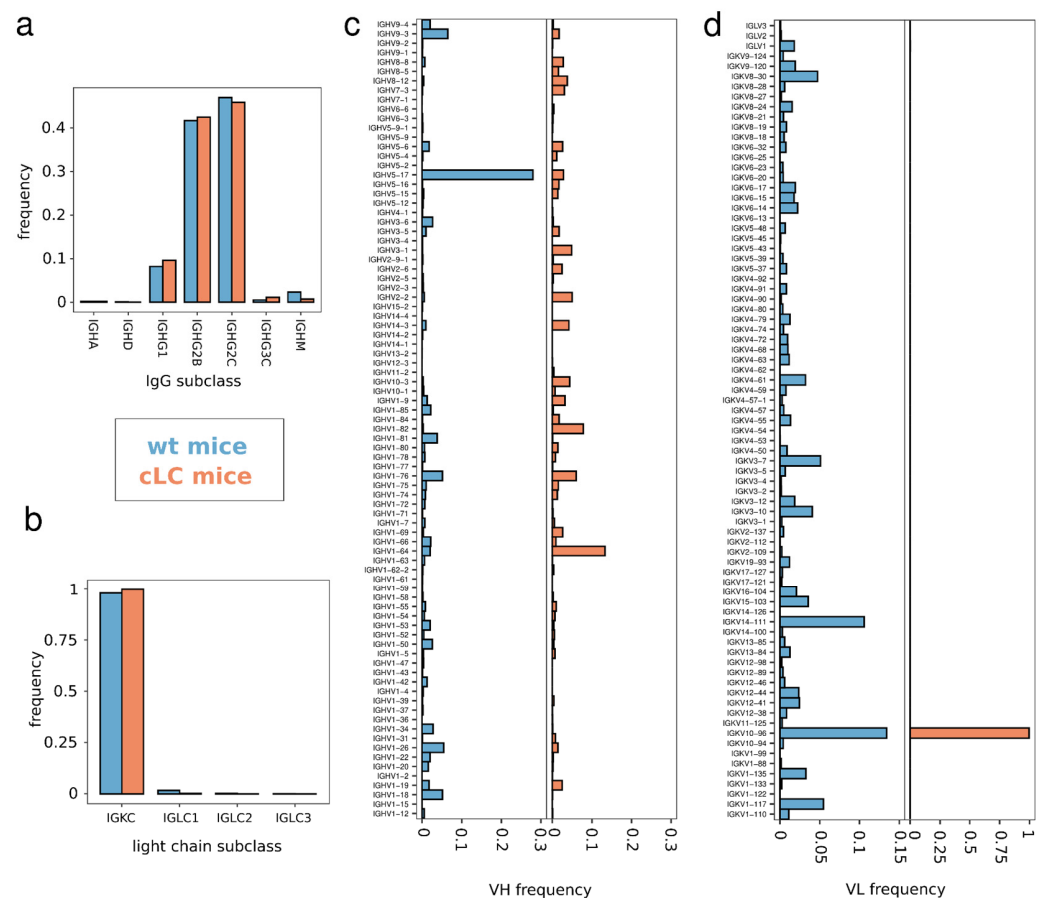 a
0.4
0.3
0.2
0.1
0
frequency
IGHA
IGHD
IGHG1
IGHG2B
IGHG2C
IGHG3C
IGHM
IgG subclass
wt mice
cLC mice
b
1
0.75
0.5
0.25
0
frequency
IGKC
IGLC1
IGLC2
IGLC3
light chain subclass
c
IGHV9-4
IGHV9-3
IGHV9-2
IGHV9-1
IGHV8-8
IGHV8-5
IGHV8-12
IGHV7-3
IGHV7-1
IGHV6-6
IGHV6-3
IGHV5-9-1
IGHV5-9
IGHV5-6
IGHV5-4
IGHV5-2
IGHV5-17
IGHV5-16
IGHV5-15
IGHV5-12
IGHV4-1
IGHV3-6
IGHV3-5
IGHV3-4
IGHV3-1
IGHV2-9-1
IGHV2-6
IGHV2-5
IGHV2-3
IGHV2-2
IGHV15-2
IGHV14-4
IGHV14-3
IGHV14-2
IGHV14-1
IGHV13-2
IGHV12-3
IGHV11-2
IGHV10-3
IGHV10-1
IGHV1-9
IGHV1-85
IGHV1-84
IGHV1-82
IGHV1-81
IGHV1-80
IGHV1-78
IGHV1-77
IGHV1-76
IGHV1-75
IGHV1-74
IGHV1-72
IGHV1-71
IGHV1-7
IGHV1-69
IGHV1-66
IGHV1-64
IGHV1-63
IGHV1-62-2
IGHV1-61
IGHV1-59
IGHV1-58
IGHV1-55
IGHV1-54
IGHV1-53
IGHV1-52
IGHV1-50
IGHV1-5
IGHV1-47
IGHV1-43
IGHV1-42
IGHV1-4
IGHV1-39
IGHV1-37
IGHV1-36
IGHV1-34
IGHV1-31
IGHV1-26
IGHV1-22
IGHV1-20
IGHV1-2
IGHV1-19
IGHV1-18
IGHV1-15
IGHV1-12
0 0.1 0.2 0.3 0 0.1 0.2 0.3
VH frequency
d
IGLV3
IGLV2
IGLV1
IGKV9-124
IGKV9-120
IGKV8-30
IGKV8-28
IGKV8-27
IGKV8-24
IGKV8-21
IGKV8-19
IGKV8-18
IGKV6-32
IGKV6-25
IGKV6-23
IGKV6-20
IGKV6-17
IGKV6-15
IGKV6-14
IGKV6-13
IGKV5-48
IGKV5-45
IGKV5-43
IGKV5-39
IGKV5-37
IGKV4-92
IGKV4-91
IGKV4-90
IGKV4-80
IGKV4-79
IGKV4-74
IGKV4-72
IGKV4-68
IGKV4-63
IGKV4-62
IGKV4-61
IGKV4-59
IGKV4-57-1
IGKV4-57
IGKV4-55
IGKV4-54
IGKV4-53
IGKV4-50
IGKV3-7
IGKV3-5
IGKV3-4
IGKV3-2
IGKV3-12
IGKV3-10
IGKV3-1
IGKV2-137
IGKV2-112
IGKV2-109
IGKV19-93
IGKV17-127
IGKV17-121
IGKV16-104
IGKV15-103
IGKV14-126
IGKV14-111
IGKV14-100
IGKV13-85
IGKV13-84
IGKV12-98
IGKV12-89
IGKV12-46
IGKV12-44
IGKV12-41
IGKV12-38
IGKV11-125
IGKV10-96
IGKV10-94
IGKV1-99
IGKV1-88
IGKV1-135
IGKV1-133
IGKV1-122
IGKV1-117
IGKV1-110
0 0.05 0.1 0.15 0 0.25 0.5 0.75 1
VL frequency